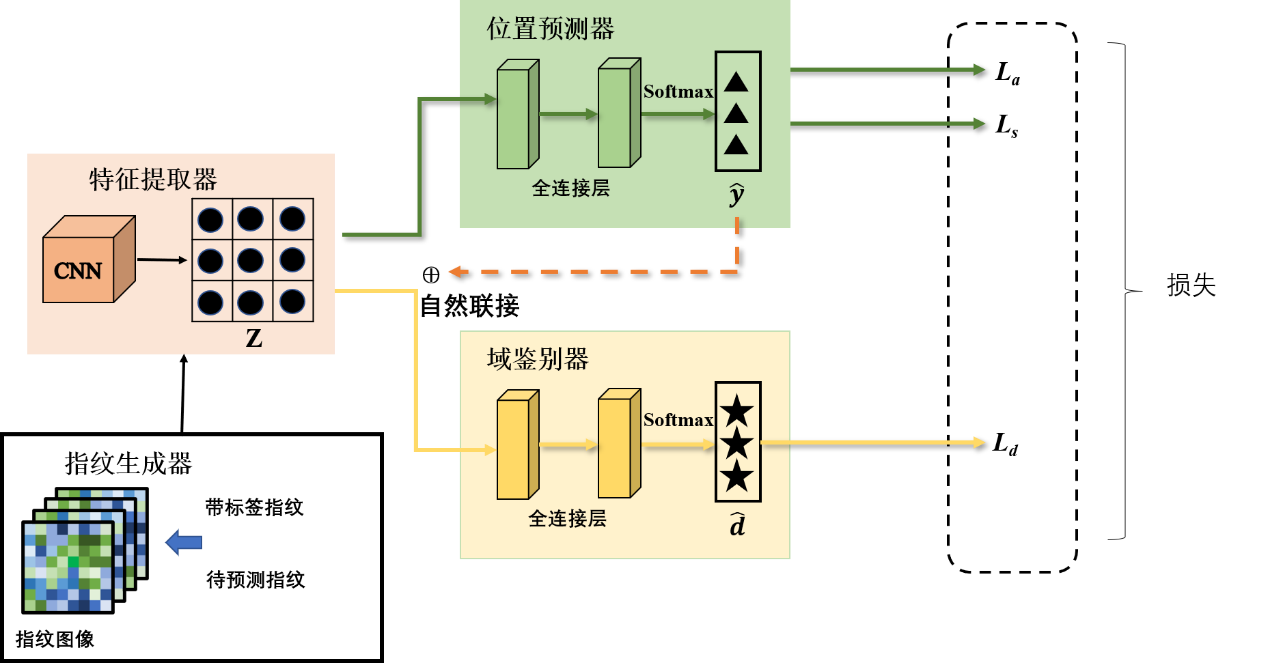 位置预测器
Softmax
全连接层
ŷ
L_a
L_s
特征提取器
CNN
Z
⊕
自然联接
损失
域鉴别器
Softmax
全连接层
d̂
L_d
指纹生成器
带标签指纹
待预测指纹
指纹图像